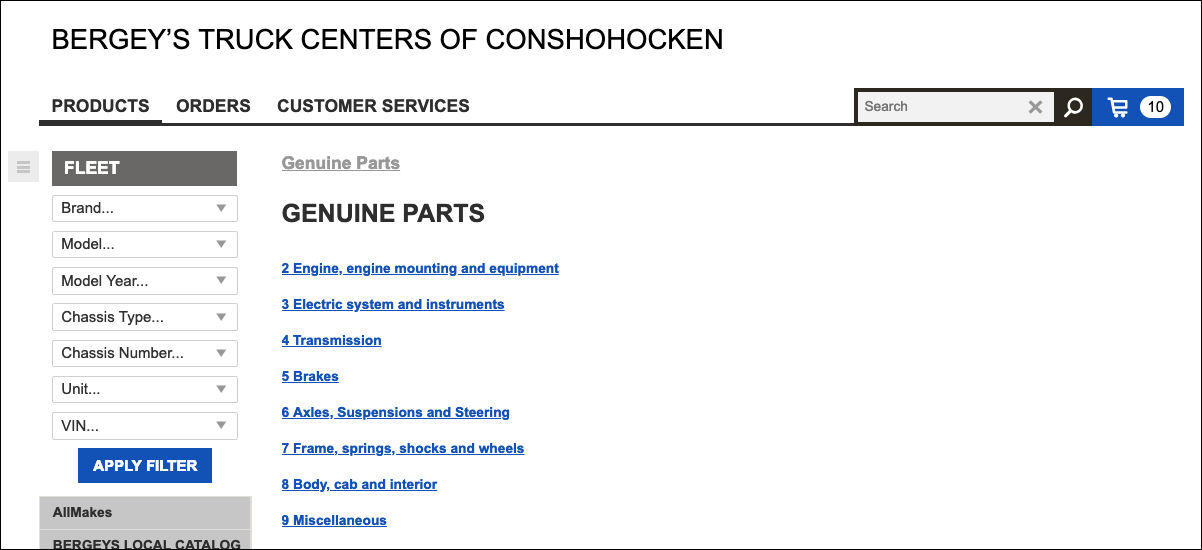 BERGEY’S TRUCK CENTERS OF CONSHOHOCKEN
PRODUCTS ORDERS CUSTOMER SERVICES
Search
10
FLEET
Brand...
Model...
Model Year...
Chassis Type...
Chassis Number...
Unit...
VIN...
APPLY FILTER
AllMakes
BERGEYS LOCAL CATALOG
Genuine Parts
GENUINE PARTS
2 Engine, engine mounting and equipment
3 Electric system and instruments
4 Transmission
5 Brakes
6 Axles, Suspensions and Steering
7 Frame, springs, shocks and wheels
8 Body, cab and interior
9 Miscellaneous